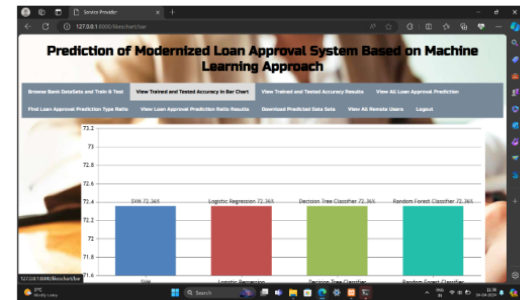 Service Provider
127.0.0.1:8000/likeschart/bar
Prediction of Modernized Loan Approval System Based on Machine
Learning Approach
Browse Bank DataSets and Train & Test View Trained and Tested Accuracy in Bar Chart View Trained and Tested Accuracy Results View All Loan Approval Prediction
Find Loan Approval Prediction Type Ratio View Loan Approval Prediction Ratio Results Download Predicted Data Sets View All Remote Users Logout
73.2
73
72.8
72.6
72.4
SVM 72.36% Logistic Regression 72.36% Decision Tree Classifier 72.36% Random Forest Classifier 72.36%
72.2
72
71.8
71.6
SVM Logistic Regression Decision Tree Classifier Random Forest Classifier
Search
ENG
IN